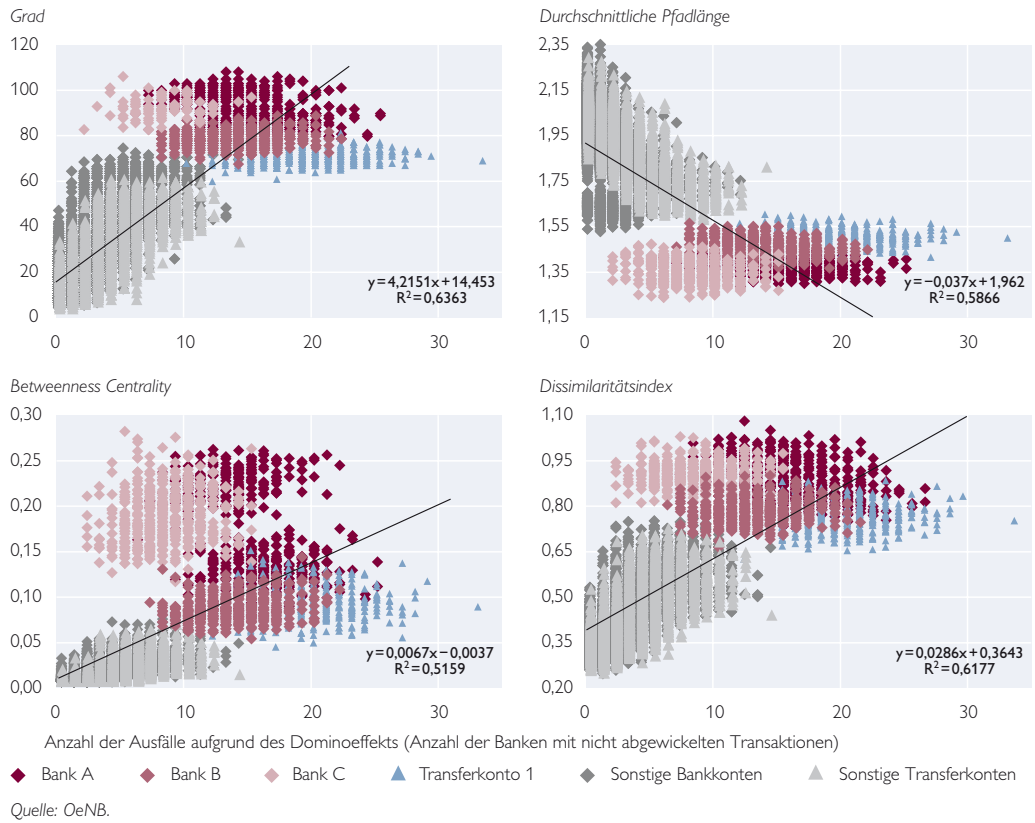 Grad
120
100
80
60
40
20
0
0 10 20 30
y=4,2151x+14,453
R²=0,6363
Durchschnittliche Pfadlänge
2,35
2,15
1,95
1,75
1,55
1,35
1,15
0 10 20 30
y=−0,037x+1,962
R²=0,5866
Betweenness Centrality
0,30
0,25
0,20
0,15
0,10
0,05
0,00
0 10 20 30
y=0,0067x−0,0037
R²=0,5159
Dissimilaritätsindex
1,10
0,95
0,80
0,65
0,50
0,35
0,20
0 10 20 30
y=0,0286x+0,3643
R²=0,6177
Anzahl der Ausfälle aufgrund des Dominoeffekts (Anzahl der Banken mit nicht abgewickelten Transaktionen)
Bank A Bank B Bank C Transferkonto 1 Sonstige Bankkonten Sonstige Transferkonten
Quelle: OeNB.